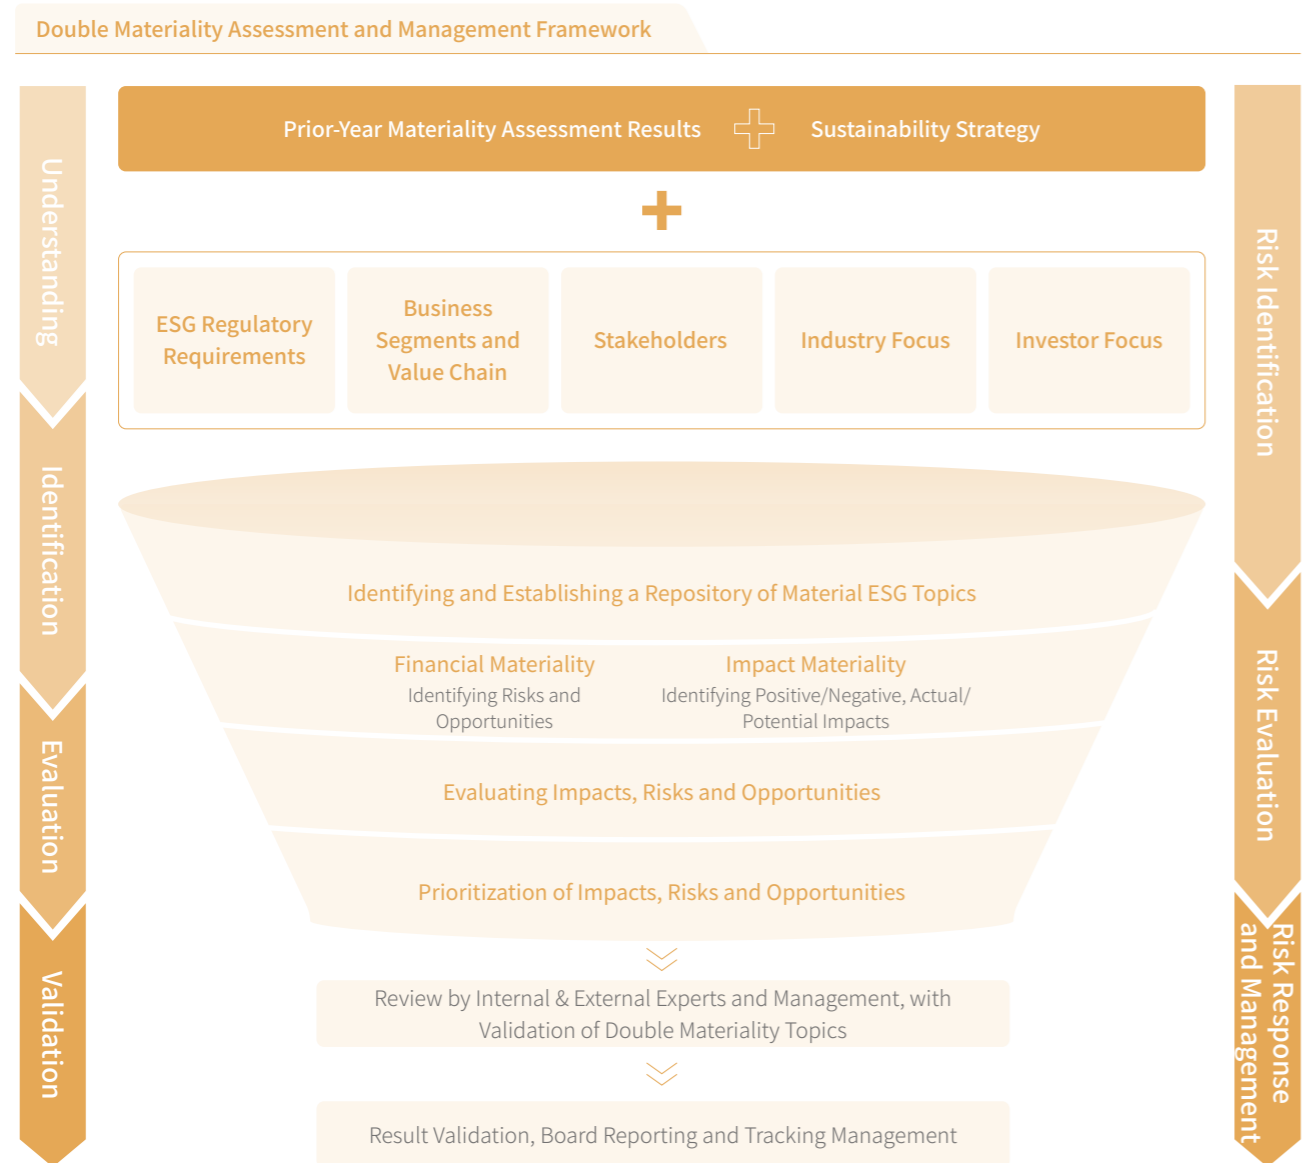 Double Materiality Assessment and Management Framework
Understanding
Identification
Evaluation
Validation
Prior-Year Materiality Assessment Results
Sustainability Strategy
ESG Regulatory
Requirements
Business
Segments and
Value Chain
Stakeholders
Industry Focus
Investor Focus
Identifying and Establishing a Repository of Material ESG Topics
Financial Materiality
Identifying Risks and
Opportunities
Impact Materiality
Identifying Positive/Negative, Actual/
Potential Impacts
Evaluating Impacts, Risks and Opportunities
Prioritization of Impacts, Risks and Opportunities
Review by Internal & External Experts and Management, with
Validation of Double Materiality Topics
Result Validation, Board Reporting and Tracking Management
Risk Identification
Risk Evaluation
Risk Response
and Management